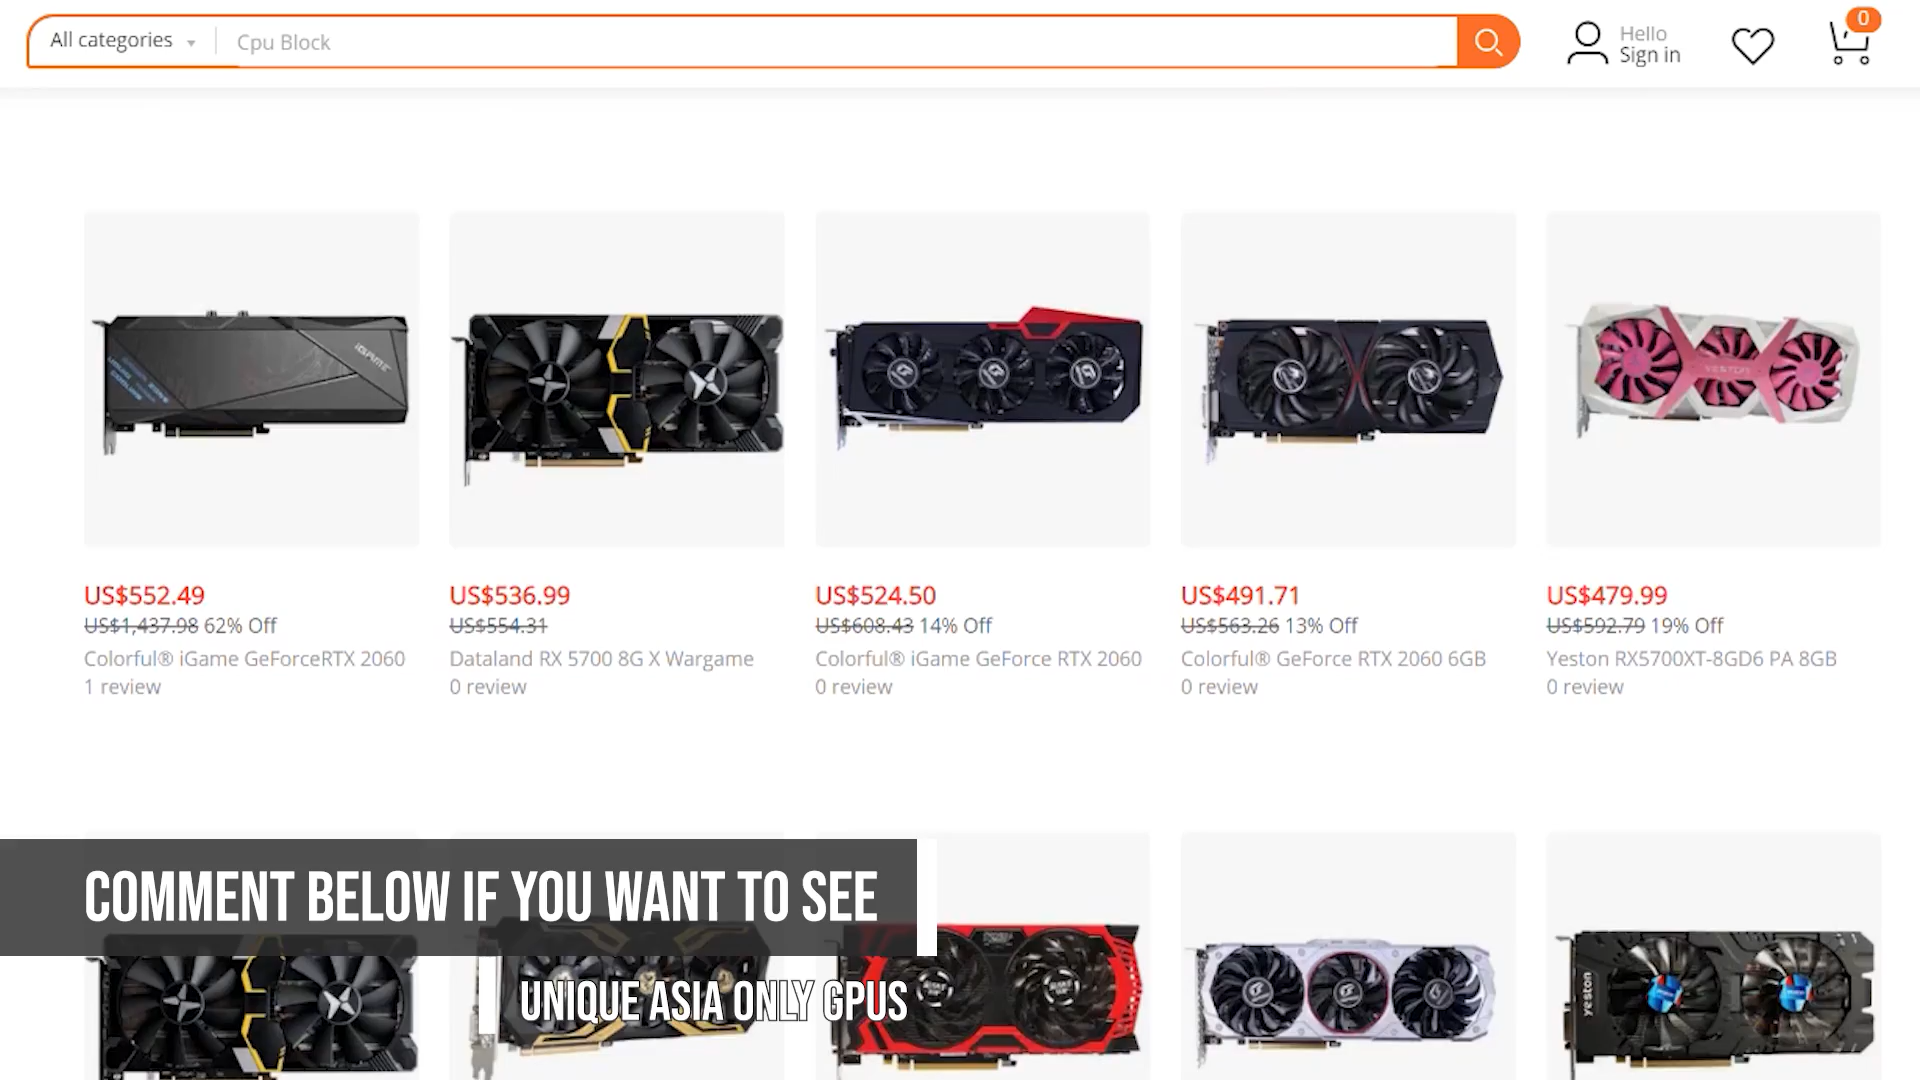 All categories
Cpu Block
Hello
Sign in
0
iGAME
YESTON
US$552.49
US$1,437.98 62% Off
Colorful® iGame GeForceRTX 2060
1 review
US$536.99
US$554.31
Dataland RX 5700 8G X Wargame
0 review
US$524.50
US$608.43 14% Off
Colorful® iGame GeForce RTX 2060
0 review
US$491.71
US$563.26 13% Off
Colorful® GeForce RTX 2060 6GB
0 review
US$479.99
US$592.79 19% Off
Yeston RX5700XT-8GD6 PA 8GB
0 review
COMMENT BELOW IF YOU WANT TO SEE
UNIQUE ASIA ONLY GPUS
yeston